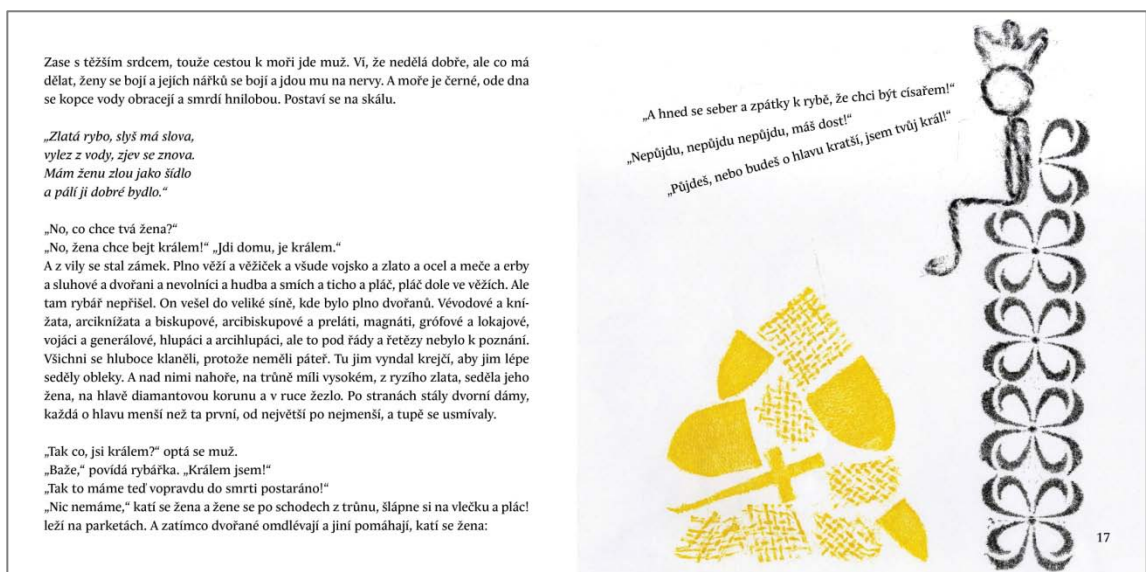 Zase s těžším srdcem, touže cestou k moři jde muž. Ví, že nedělá dobře, ale co má
dělat, ženy se bojí a jejích nářků se bojí a jdou mu na nervy. A moře je černé, ode dna
se kopce vody obracejí a smrdí hnilobou. Postaví se na skálu.
„Zlatá rybo, slyš má slova,
vylez z vody, zjev se znova.
Mám ženu zlou jako šídlo
a pálí ji dobré bydlo.“
„No, co chce tvá žena?“
„No, žena chce bejt králem!“ „Jdi domu, je králem.“
A z vily se stal zámek. Plno věží a věžiček a všude vojsko a zlato a ocel a meče a erby
a sluhové a dvořani a nevolníci a hudba a smích a ticho a pláč, pláč dole ve věžích. Ale
tam rybář nepřišel. On vešel do veliké síně, kde bylo plno dvořanů. Vévodové a kní-
žata, arciknížata a biskupové, arcibiskupové a preláti, magnáti, grófové a lokajové,
vojáci a generálové, hlupáci a arcihlupáci, ale to pod řády a řetězy nebylo k poznání.
Všichni se hluboce klaněli, protože neměli páteř. Tu jim vyndal krejčí, aby jim lépe
seděly obleky. A nad nimi nahoře, na trůně míli vysokém, z ryzího zlata, seděla jeho
žena, na hlavě diamantovou korunu a v ruce žezlo. Po stranách stály dvorní dámy,
každá o hlavu menší než ta první, od největší po nejmenší, a tupě se usmívaly.
„Tak co, jsi králem?“ optá se muž.
„Baže,“ povídá rybářka. „Králem jsem!“
„Tak to máme teď vopravdu do smrti postaráno!“
„Nic nemáme,“ katí se žena a žene se po schodech z trůnu, šlápne si na vlečku a plác!
leží na parketách. A zatímco dvořané omdlévají a jiní pomáhají, katí se žena:
„A hned se seber a zpátky k rybě, že chci být císařem!“
„Nepůjdu, nepůjdu nepůjdu, máš dost!“
„Půjdeš, nebo budeš o hlavu kratší, jsem tvůj král!“
17